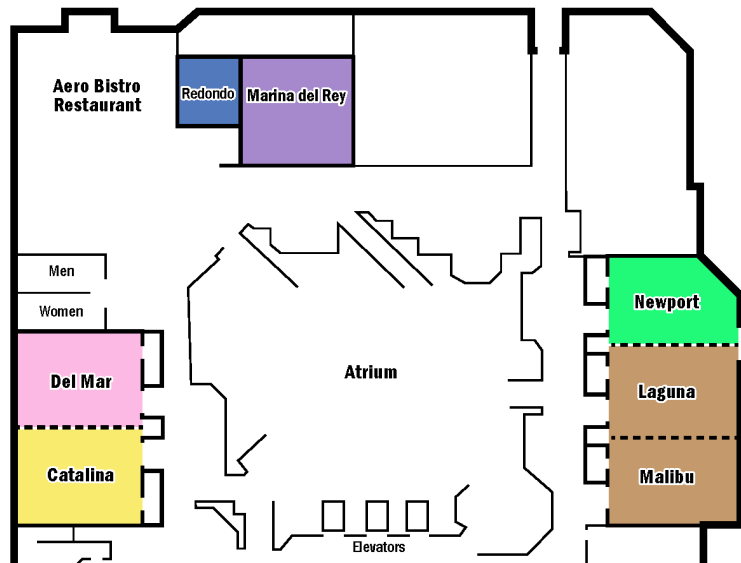 Aero Bistro
Restaurant
Redondo
Marina del Rey
Men
Women
Newport
Del Mar
Atrium
Laguna
Catalina
Malibu
Elevators